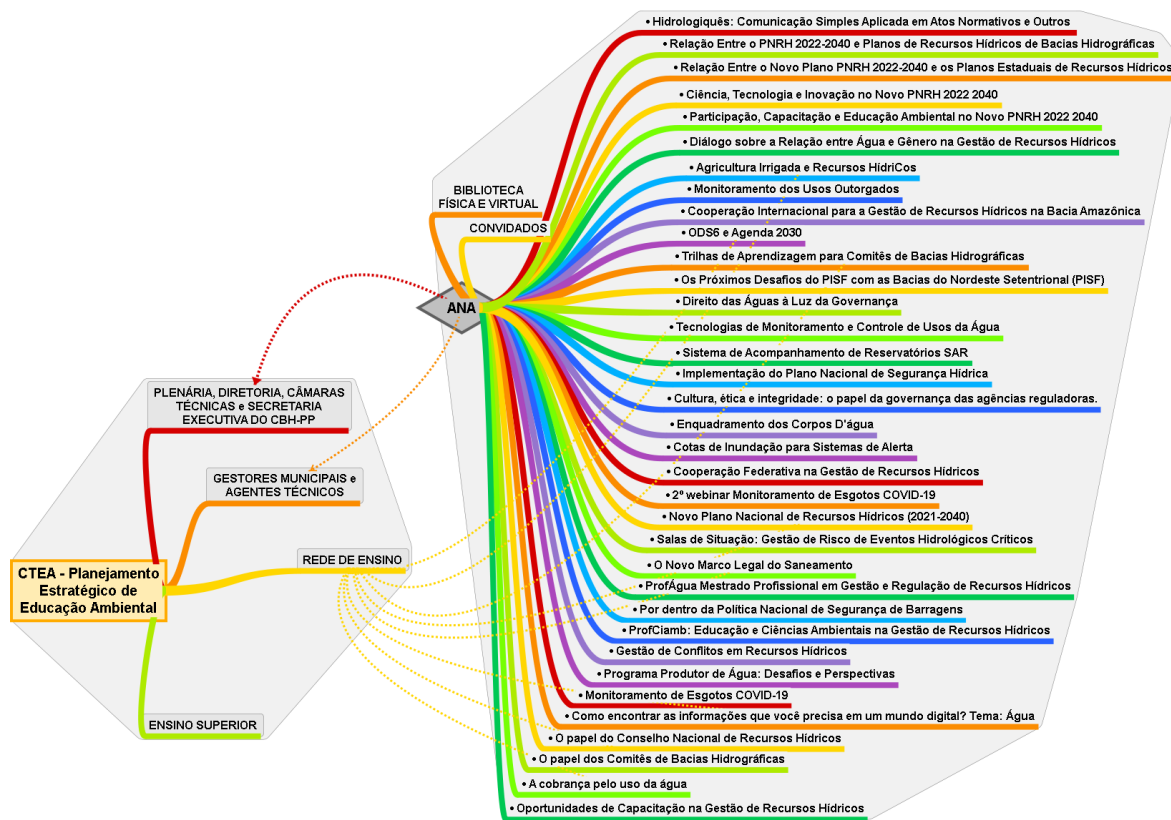 • Hidrologiquês: Comunicação Simples Aplicada em Atos Normativos e Outros
• Relação Entre o PNRH 2022-2040 e Planos de Recursos Hídricos de Bacias Hidrográficas
• Relação Entre o Novo Plano PNRH 2022-2040 e os Planos Estaduais de Recursos Hídricos
• Ciência, Tecnologia e Inovação no Novo PNRH 2022 2040
• Participação, Capacitação e Educação Ambiental no Novo PNRH 2022 2040
• Diálogo sobre a Relação entre Água e Gênero na Gestão de Recursos Hídricos
• Agricultura Irrigada e Recursos HídriCos
• Monitoramento dos Usos Outorgados
• Cooperação Internacional para a Gestão de Recursos Hídricos na Bacia Amazônica
• ODS6 e Agenda 2030
• Trilhas de Aprendizagem para Comitês de Bacias Hidrográficas
• Os Próximos Desafios do PISF com as Bacias do Nordeste Setentrional (PISF)
• Direito das Águas à Luz da Governança
• Tecnologias de Monitoramento e Controle de Usos da Água
• Sistema de Acompanhamento de Reservatórios SAR
• Implementação do Plano Nacional de Segurança Hídrica
• Cultura, ética e integridade: o papel da governança das agências reguladoras.
• Enquadramento dos Corpos D'água
• Cotas de Inundação para Sistemas de Alerta
• Cooperação Federativa na Gestão de Recursos Hídricos
• 2º webinar Monitoramento de Esgotos COVID-19
• Novo Plano Nacional de Recursos Hídricos (2021-2040)
• Salas de Situação: Gestão de Risco de Eventos Hidrológicos Críticos
• O Novo Marco Legal do Saneamento
• ProfÁgua Mestrado Profissional em Gestão e Regulação de Recursos Hídricos
• Por dentro da Política Nacional de Segurança de Barragens
• ProfCiamb: Educação e Ciências Ambientais na Gestão de Recursos Hídricos
• Gestão de Conflitos em Recursos Hídricos
• Programa Produtor de Água: Desafios e Perspectivas
• Monitoramento de Esgotos COVID-19
• Como encontrar as informações que você precisa em um mundo digital? Tema: Água
• O papel do Conselho Nacional de Recursos Hídricos
• O papel dos Comitês de Bacias Hidrográficas
• A cobrança pelo uso da água
• Oportunidades de Capacitação na Gestão de Recursos Hídricos
BIBLIOTECA
FÍSICA E VIRTUAL
CONVIDADOS
ANA
PLENÁRIA, DIRETORIA, CÂMARAS
TÉCNICAS e SECRETARIA
EXECUTIVA DO CBH-PP
GESTORES MUNICIPAIS e
AGENTES TÉCNICOS
REDE DE ENSINO
CTEA - Planejamento
Estratégico de
Educação Ambiental
ENSINO SUPERIOR